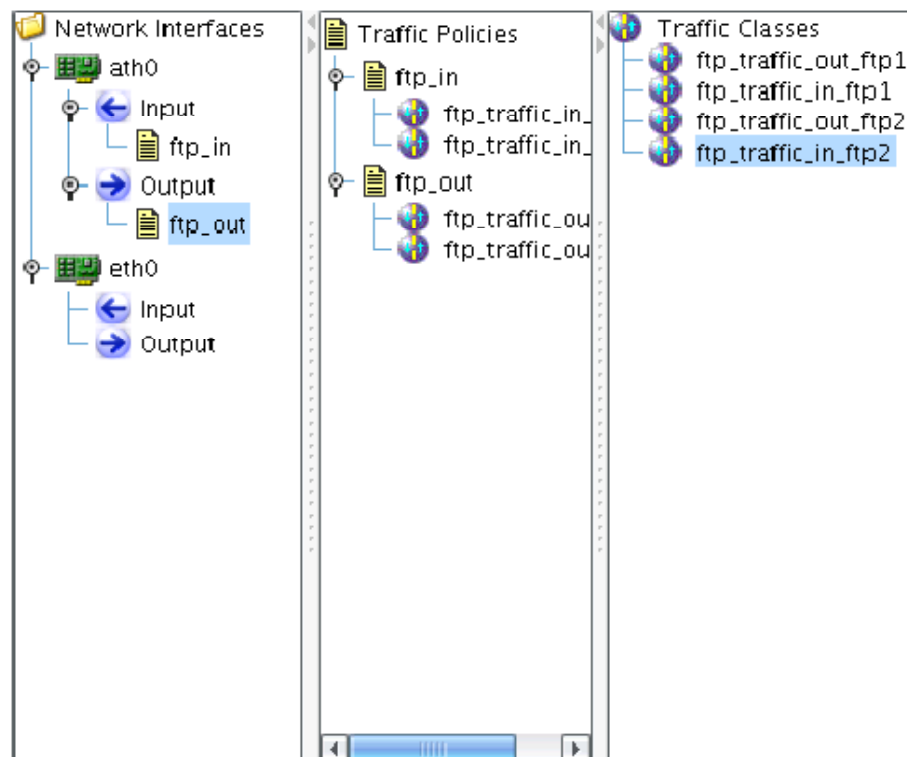 Network Interfaces
ath0
Input
ftp_in
Output
ftp_out
eth0
Input
Output
Traffic Policies
ftp_in
ftp_traffic_in_
ftp_traffic_in_
ftp_out
ftp_traffic_ou
ftp_traffic_ou
Traffic Classes
ftp_traffic_out_ftp1
ftp_traffic_in_ftp1
ftp_traffic_out_ftp2
ftp_traffic_in_ftp2